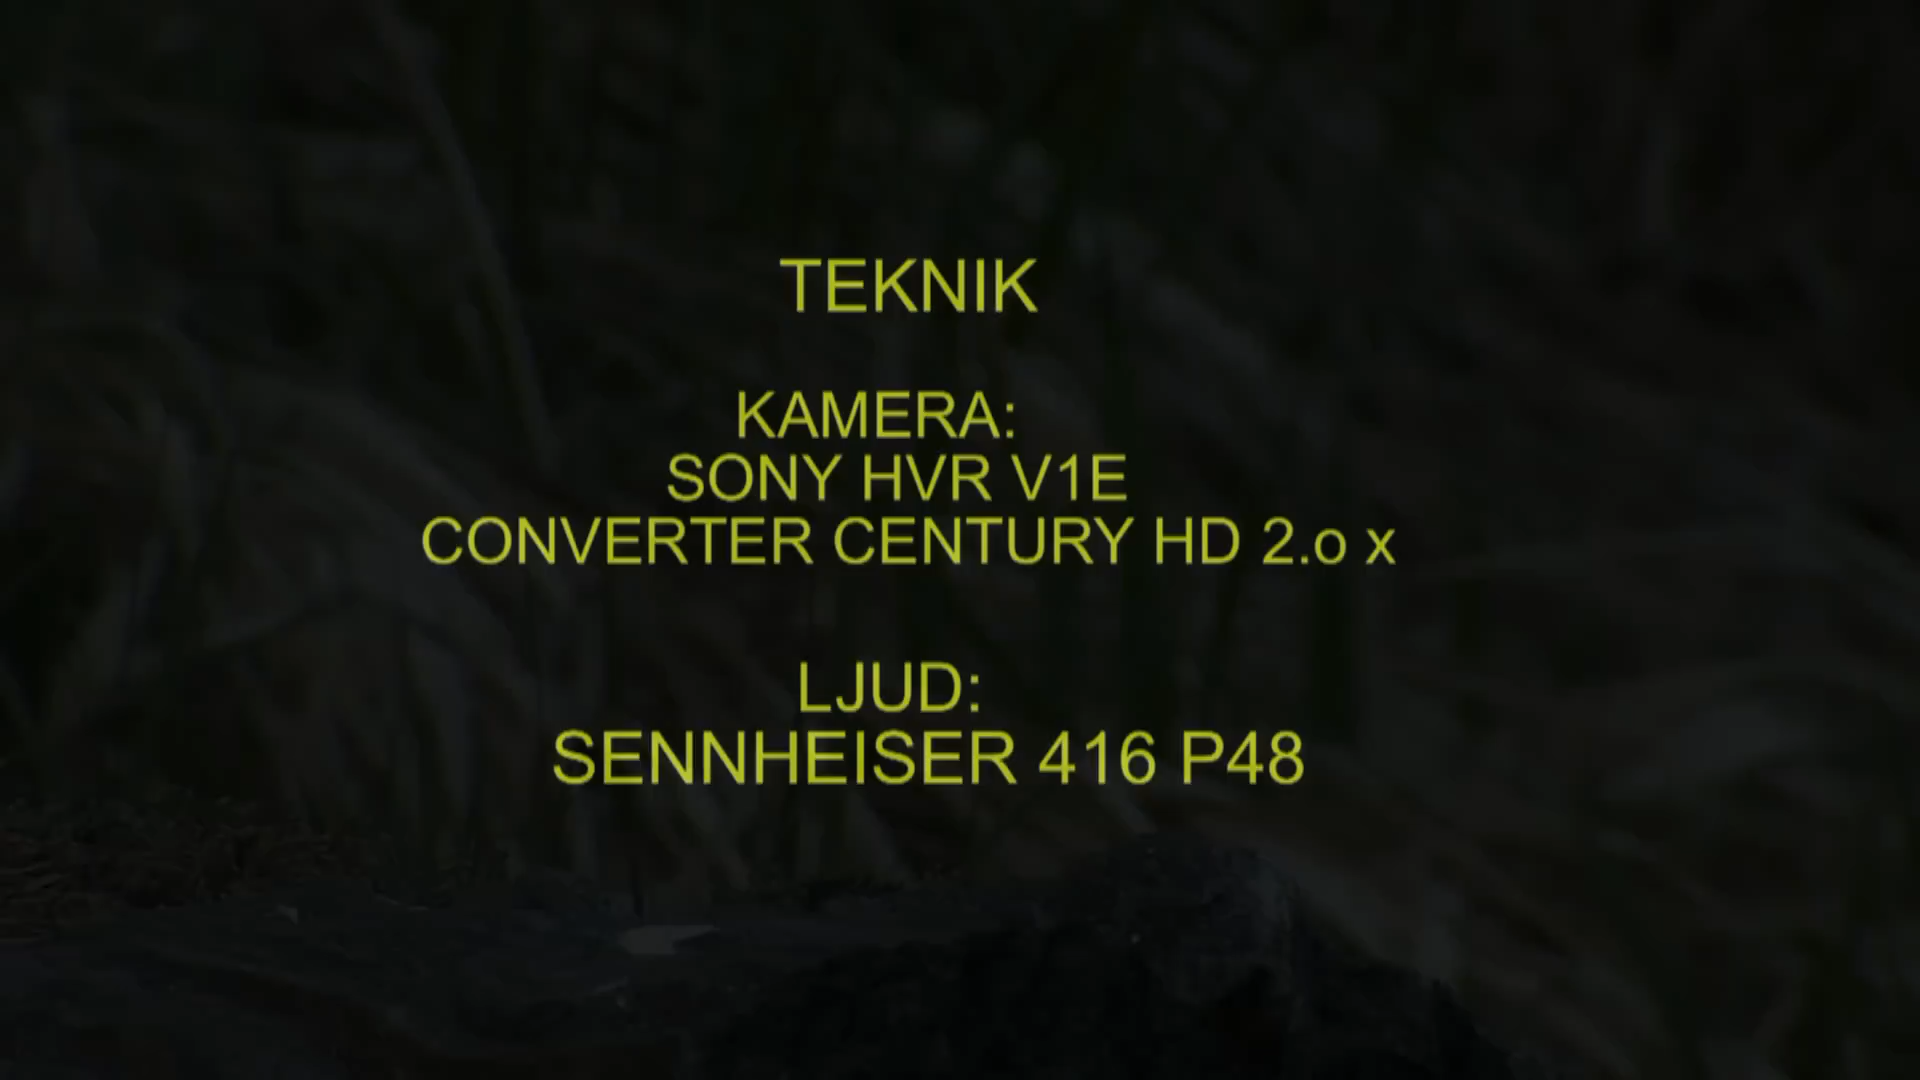 TEKNIK
KAMERA:
SONY HVR V1E
CONVERTER CENTURY HD 2.o x
LJUD:
SENNHEISER 416 P48